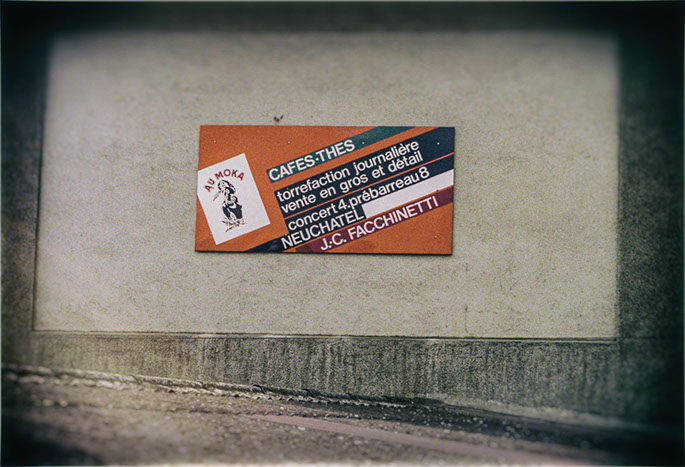 AU MOKA
CAFES-THES
torrefaction journalière
vente en gros et détail
concert 4. prébarreau 8
NEUCHATEL
J.-C. FACCHINETTI